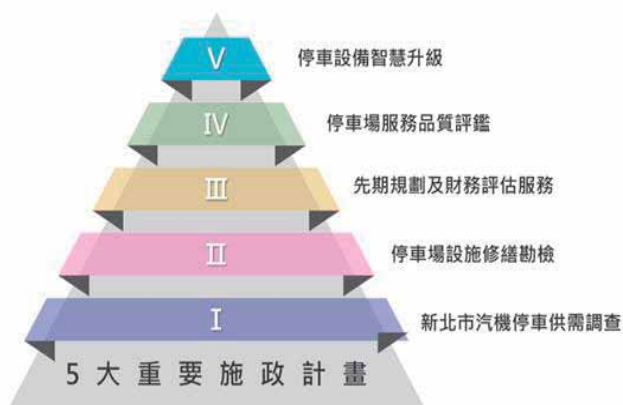 V 停車設備智慧升級
IV 停車場服務品質評鑑
III 先期規劃及財務評估服務
II 停車場設施修繕勘檢
I 新北市汽機停車供需調查
5大重要施政計畫